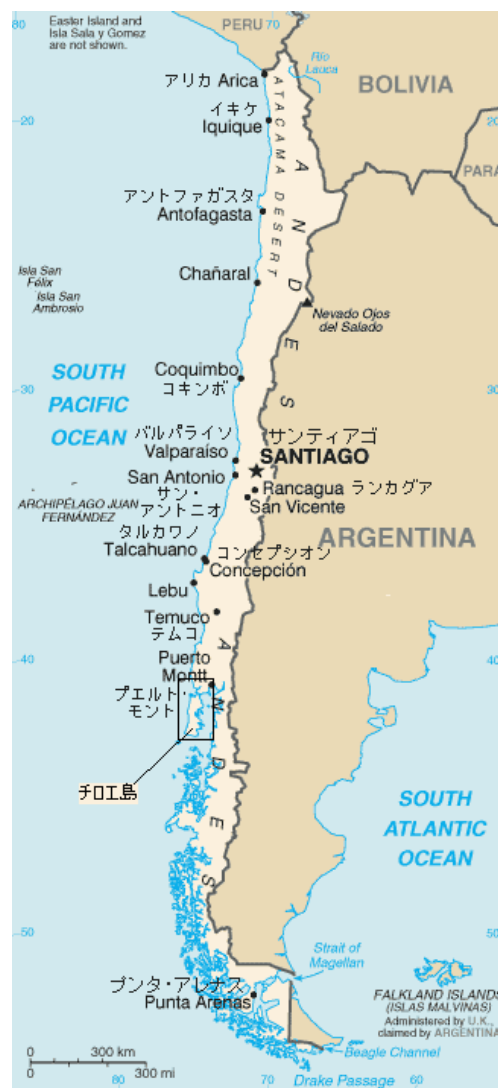 80
70
Easter Island and
Isla Sala y Gomez
are not shown.
PERU
Río
Lauca
BOLIVIA
アリカ Arica
イキケ
Iquique
20
20
PARA
ATACAMA DESERT
ANDES
アントファガスタ
Antofagasta
Isla San
Félix
Isla San
Ambrosio
Chañaral
Nevado Ojos
del Salado
Coquimbo
コキンボ
30
30
SOUTH
PACIFIC
OCEAN
バルパライソ
Valparaíso
サンティアゴ
SANTIAGO
San Antonio
サン・
アントニオ
Rancagua ランカグア
San Vicente
ARCHIPÉLAGO JUAN
FERNÁNDEZ
ARGENTINA
タルカワノ
Talcahuano
コンセプシオン
Concepción
Lebu
Temuco
テムコ
40
40
Puerto
Montt
プエルト・
モント
ANDES
チロエ島
SOUTH
ATLANTIC
OCEAN
50
50
Strait of
Magellan
プンタ・アレナス
Punta Arenas
FALKLAND ISLANDS
(ISLAS MALVINAS)
Administered by U.K.,
claimed by ARGENTINA
Beagle Channel
0 300 km
0 300 mi
80
70
60
Drake Passage